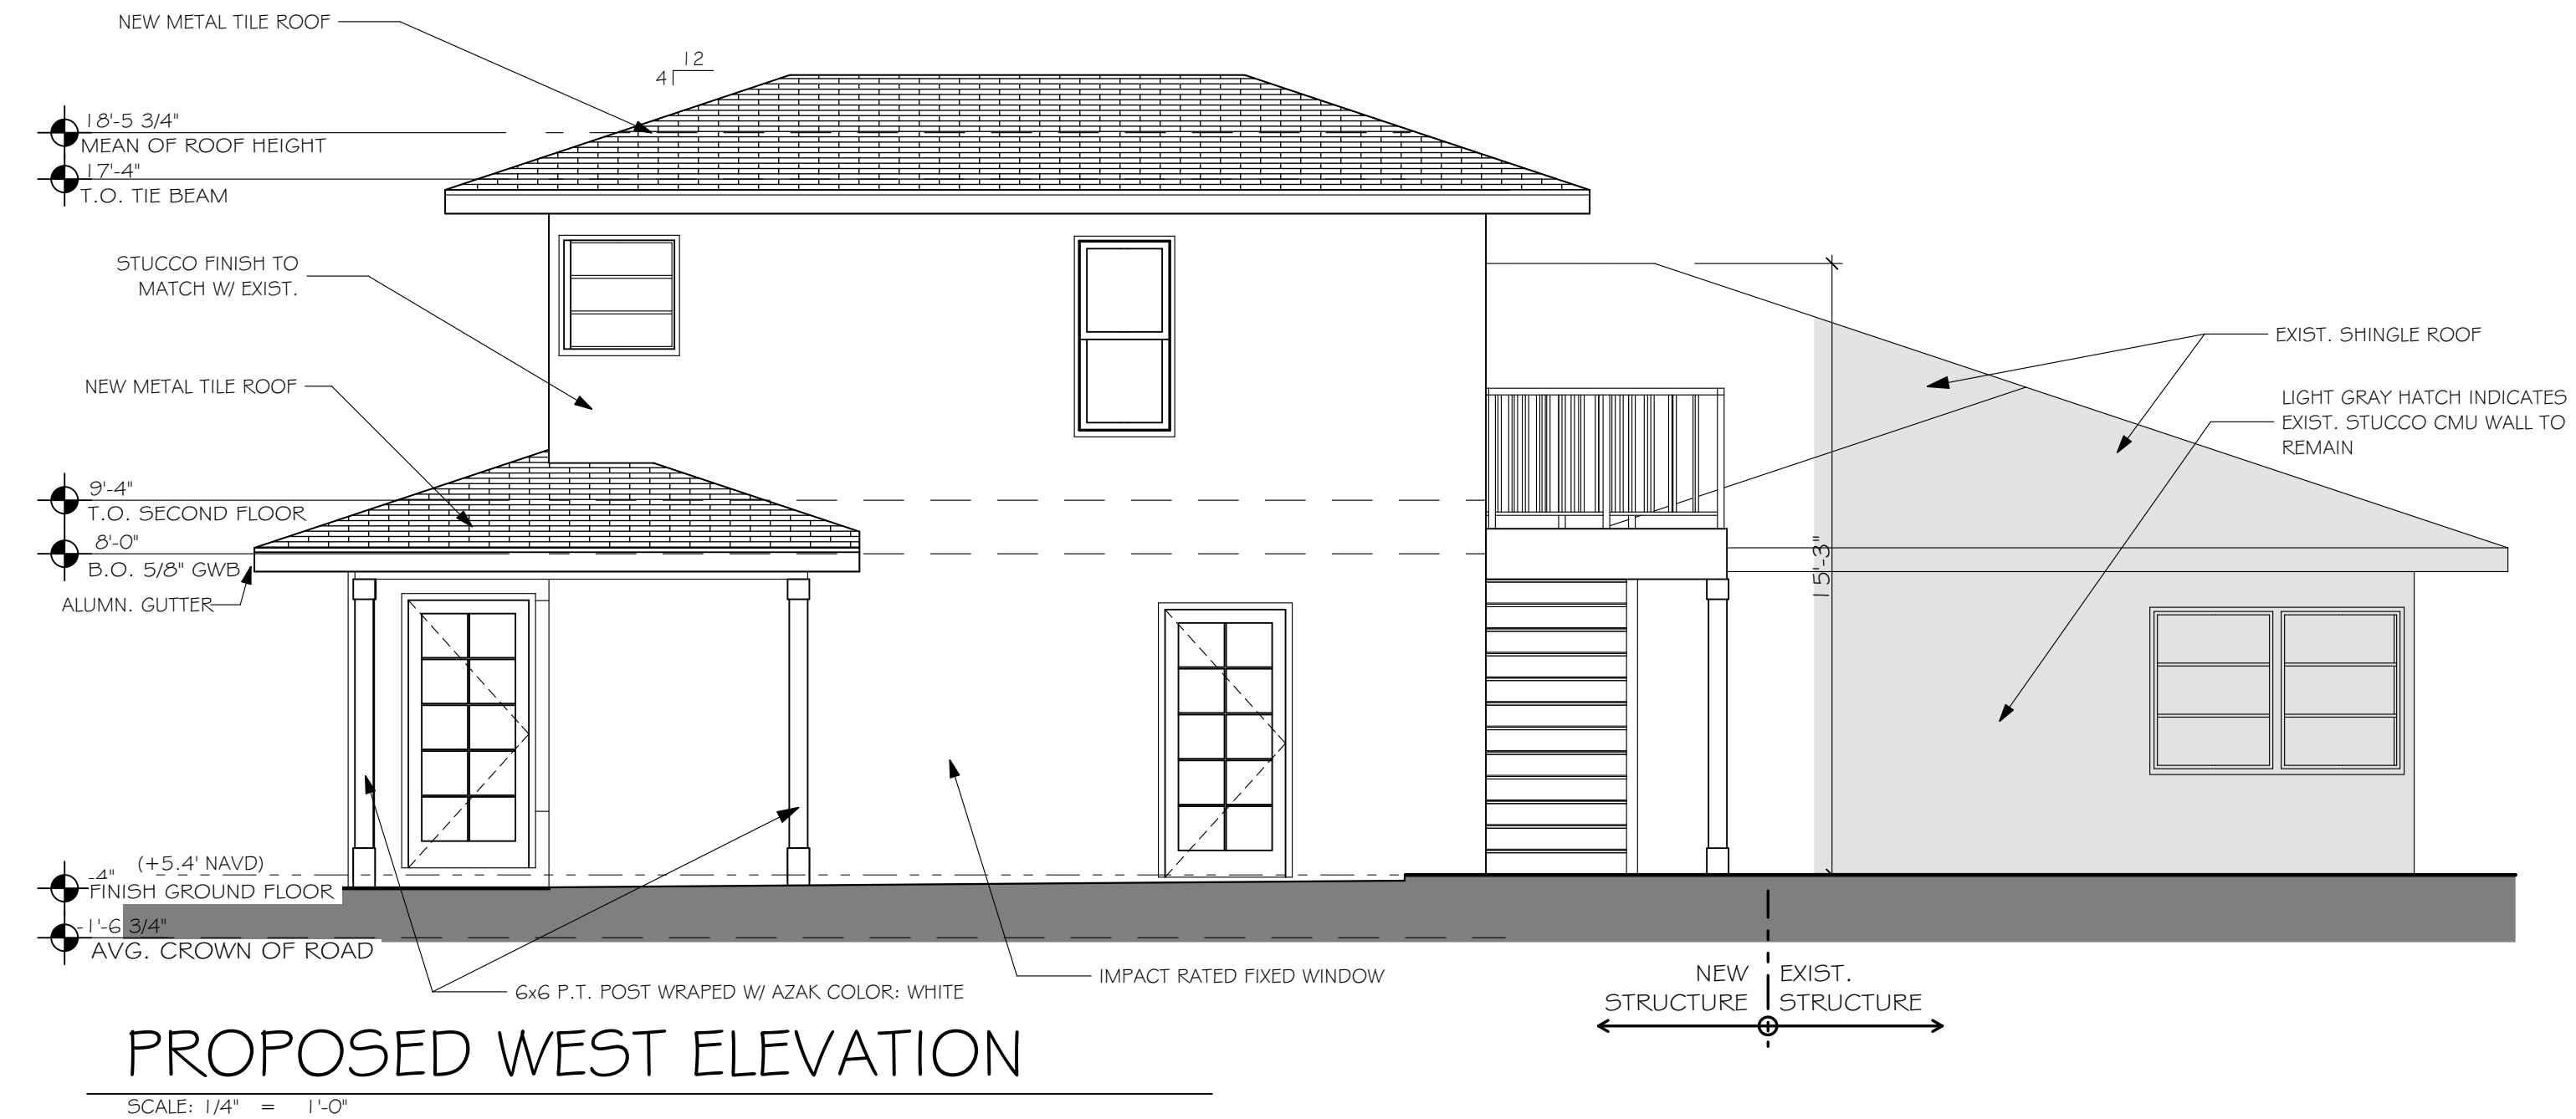 NEW METAL TILE ROOF
12
4
18'-5 3/4"
MEAN OF ROOF HEIGHT
17'-4"
T.O. TIE BEAM
STUCCO FINISH TO
MATCH W/ EXIST.
EXIST. SHINGLE ROOF
NEW METAL TILE ROOF
LIGHT GRAY HATCH INDICATES
EXIST. STUCCO CMU WALL TO
REMAIN
9'-4"
T.O. SECOND FLOOR
8'-0"
B.O. 5/8" GWB
15'-3"
ALUMN. GUTTER
(+5.4' NAVD)
-4"
FINISH GROUND FLOOR
-1'-6 3/4"
AVG. CROWN OF ROAD
IMPACT RATED FIXED WINDOW
6x6 P.T. POST WRAPED W/ AZAK COLOR: WHITE
NEW
STRUCTURE
EXIST.
STRUCTURE
PROPOSED WEST ELEVATION
SCALE: 1/4" = 1'-0"